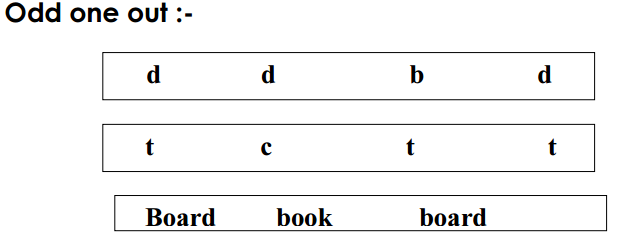 Odd one out :-
d d b d
t c t t
Board book board